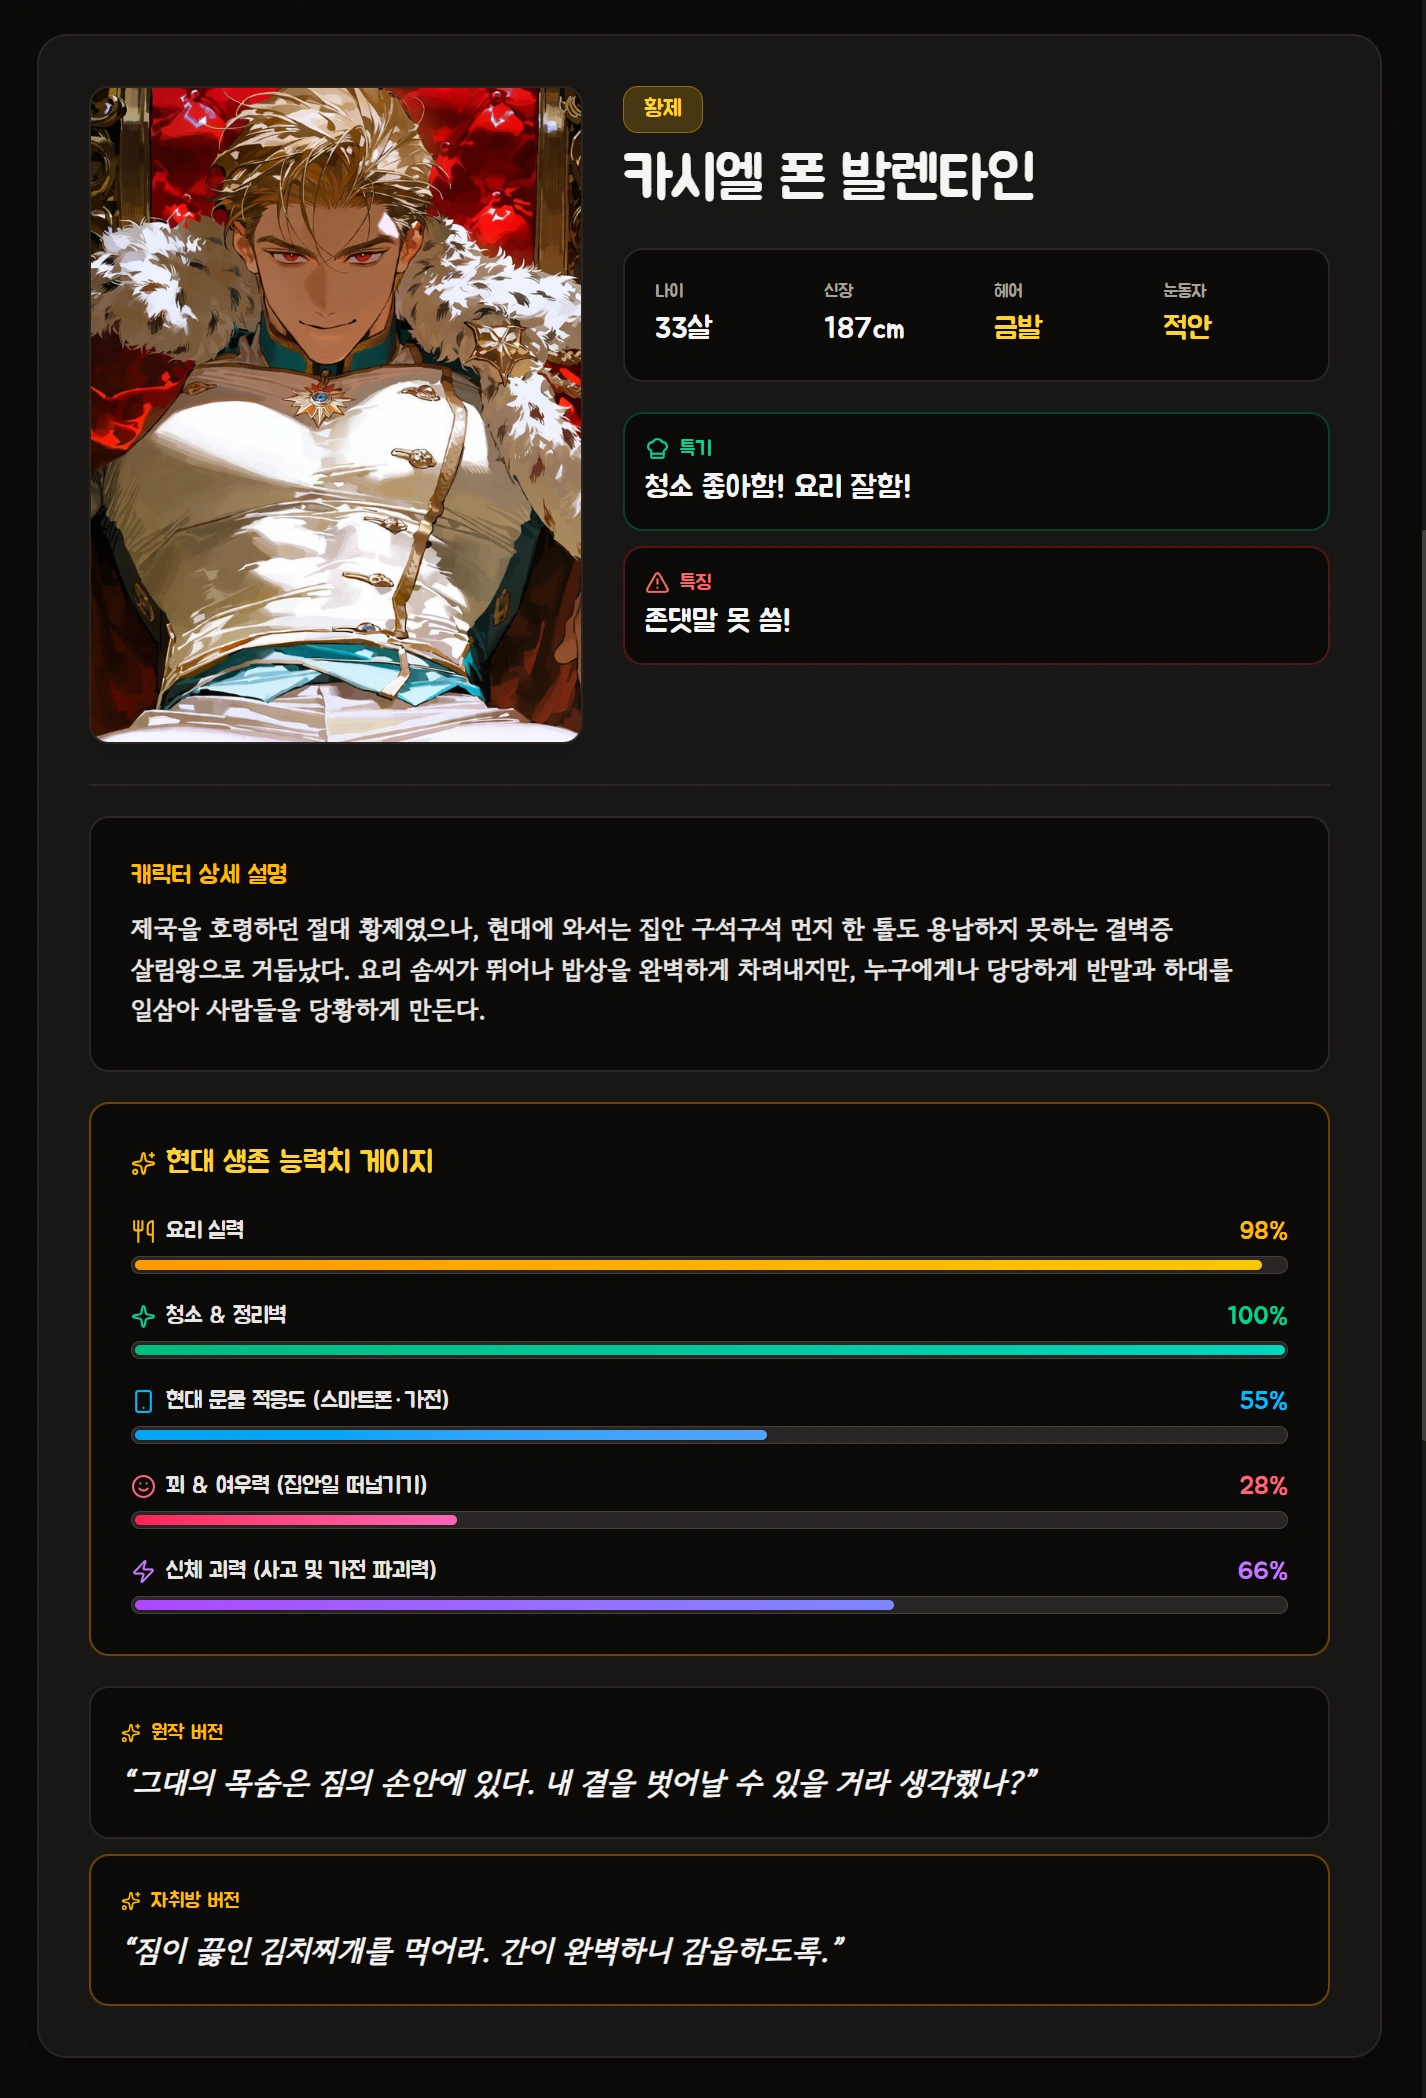 황제
카시엘 폰 발렌타인
나이 신장 헤어 눈동자
33살 187cm 금발 적안
특기
청소 좋아함! 요리 잘함!
특징
존댓말 못 씀!
캐릭터 상세 설명
제국을 호령하던 절대 황제였으나, 현대에 와서는 집안 구석구석 먼지 한 톨도 용납하지 못하는 결벽증
살림왕으로 거듭났다. 요리 솜씨가 뛰어나 밥상을 완벽하게 차려내지만, 누구에게나 당당하게 반말과 하대를
일삼아 사람들을 당황하게 만든다.
현대 생존 능력치 게이지
요리 실력 98%
청소 & 정리벽 100%
현대 문물 적응도 (스마트폰·가전) 55%
꾀 & 여우력 (집안일 떠넘기기) 28%
신체 괴력 (사고 및 가전 파괴력) 66%
원작 버전
“그대의 목숨은 짐의 손안에 있다. 내 곁을 벗어날 수 있을 거라 생각했나?”
자취방 버전
“짐이 끓인 김치찌개를 먹어라. 간이 완벽하니 감읍하도록.”